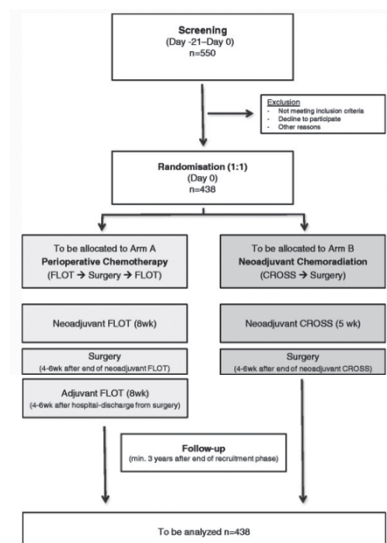 Screening
(Day -21–Day 0)
n=550
Exclusion
- Not meeting inclusion criteria
- Decline to participate
- Other reasons
Randomisation (1:1)
(Day 0)
n=438
To be allocated to Arm A
Perioperative Chemotherapy
(FLOT → Surgery → FLOT)
To be allocated to Arm B
Neoadjuvant Chemoradiation
(CROSS → Surgery)
Neoadjuvant FLOT (8wk)
Neoadjuvant CROSS (5 wk)
Surgery
(4-6wk after end of neoadjuvant FLOT)
Surgery
(4-6wk after end of neoadjuvant CROSS)
Adjuvant FLOT (8wk)
(4-6wk after hospital-discharge from surgery)
Follow-up
(min. 3 years after end of recruitment phase)
To be analyzed n=438